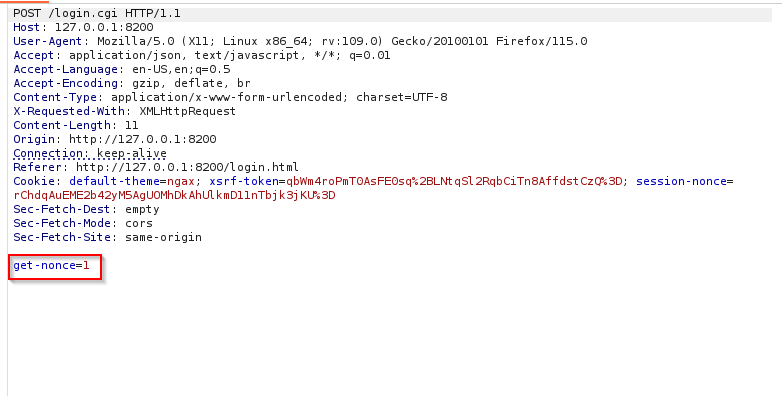 POST /login.cgi HTTP/1.1
Host: 127.0.0.1:8200
User-Agent: Mozilla/5.0 (X11; Linux x86_64; rv:109.0) Gecko/20100101 Firefox/115.0
Accept: application/json, text/javascript, */*; q=0.01
Accept-Language: en-US,en;q=0.5
Accept-Encoding: gzip, deflate, br
Content-Type: application/x-www-form-urlencoded; charset=UTF-8
X-Requested-With: XMLHttpRequest
Content-Length: 11
Origin: http://127.0.0.1:8200
Connection: keep-alive
Referer: http://127.0.0.1:8200/login.html
Cookie: default-theme=ngax; xsrf-token=qbWm4roPmT0AsFE0sq%2BLNtqSl2RqbCiTn8AffdstCzQ%3D; session-nonce=
rChdqAuEME2b42yM5AgUOMhDkAhUlkmD11nTbjk3jKU%3D
Sec-Fetch-Dest: empty
Sec-Fetch-Mode: cors
Sec-Fetch-Site: same-origin
get-nonce=1